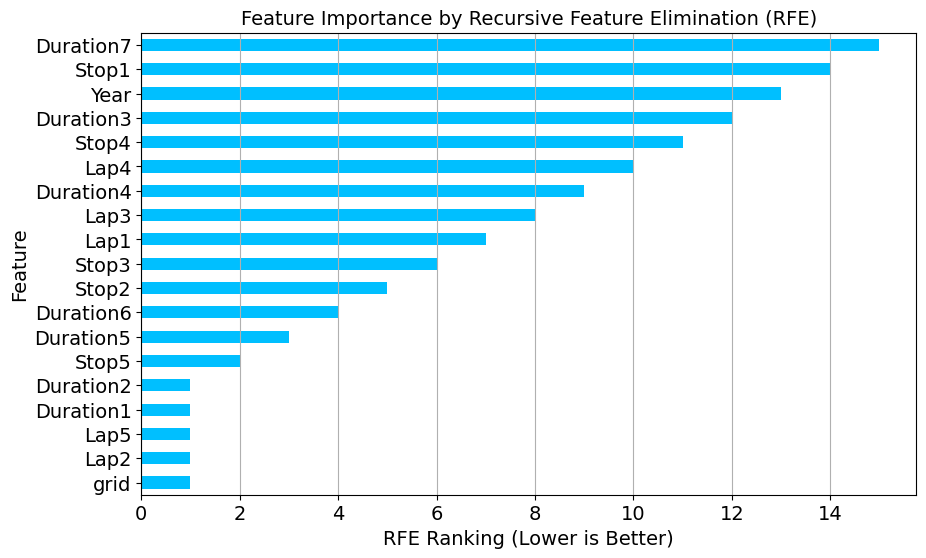 Feature Importance by Recursive Feature Elimination (RFE)
Feature
Duration7
Stop1
Year
Duration3
Stop4
Lap4
Duration4
Lap3
Lap1
Stop3
Stop2
Duration6
Duration5
Stop5
Duration2
Duration1
Lap5
Lap2
grid
0 2 4 6 8 10 12 14
RFE Ranking (Lower is Better)